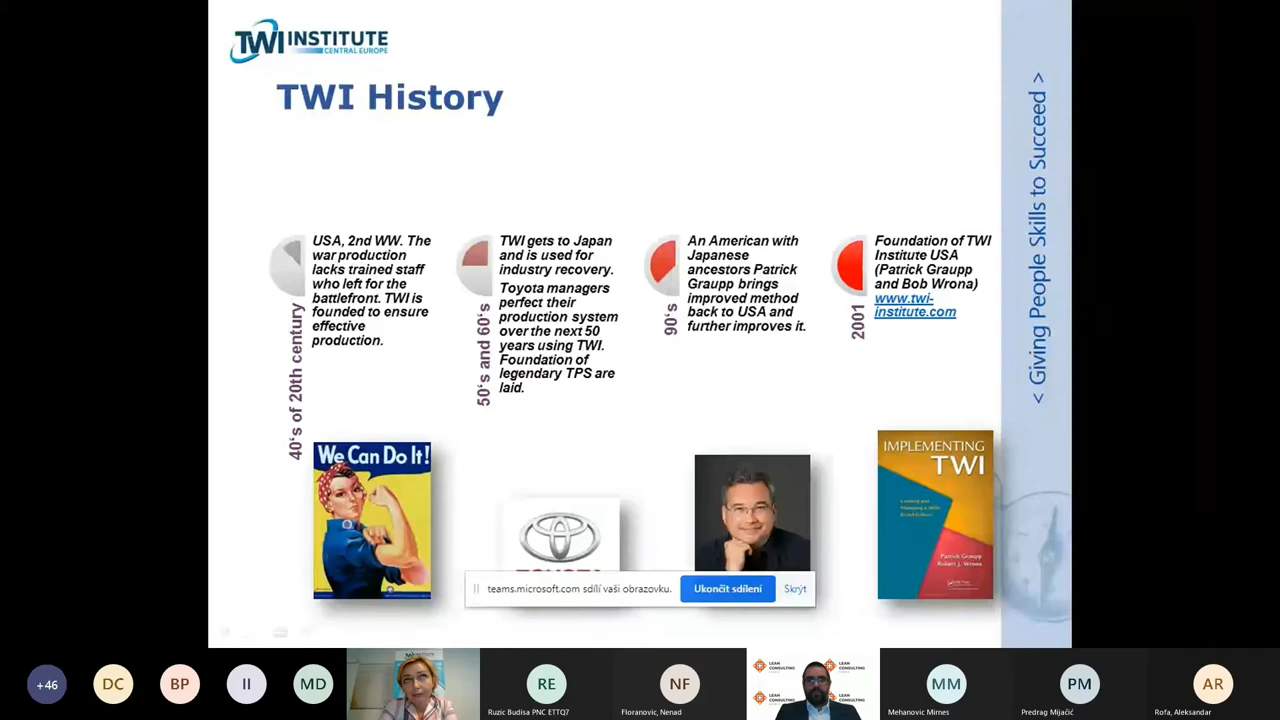 TWI INSTITUTE
CENTRAL EUROPE
TWI History
40's of 20th century
USA, 2nd WW. The
war production
lacks trained staff
who left for the
battlefront. TWI is
founded to ensure
effective
production.
50's and 60's
TWI gets to Japan
and is used for
industry recovery.
Toyota managers
perfect their
production system
over the next 50
years using TWI.
Foundation of
legendary TPS are
laid.
90's
An American with
Japanese
ancestors Patrick
Graupp brings
improved method
back to USA and
further improves it.
2001
Foundation of TWI
Institute USA
(Patrick Graupp
and Bob Wrona)
www.twi-
institute.com
< Giving People Skills to Succeed >
We Can Do It!
IMPLEMENTING
TWI
Patrick Graupp
Robert J. Wrona
teams.microsoft.com sdílí vaši obrazovku.
Ukončit sdílení
Skrýt
+46
DC
BP
II
MD
INSTITUTE
RE
Ruzic Budisa PNC ETTQ7
NF
Floranovic, Nenad
LEAN
CONSULTING
LEAN
CONSULTING
MM
Mehanovic Mirnes
PM
Predrag Mijačić
AR
Rofa, Aleksandar